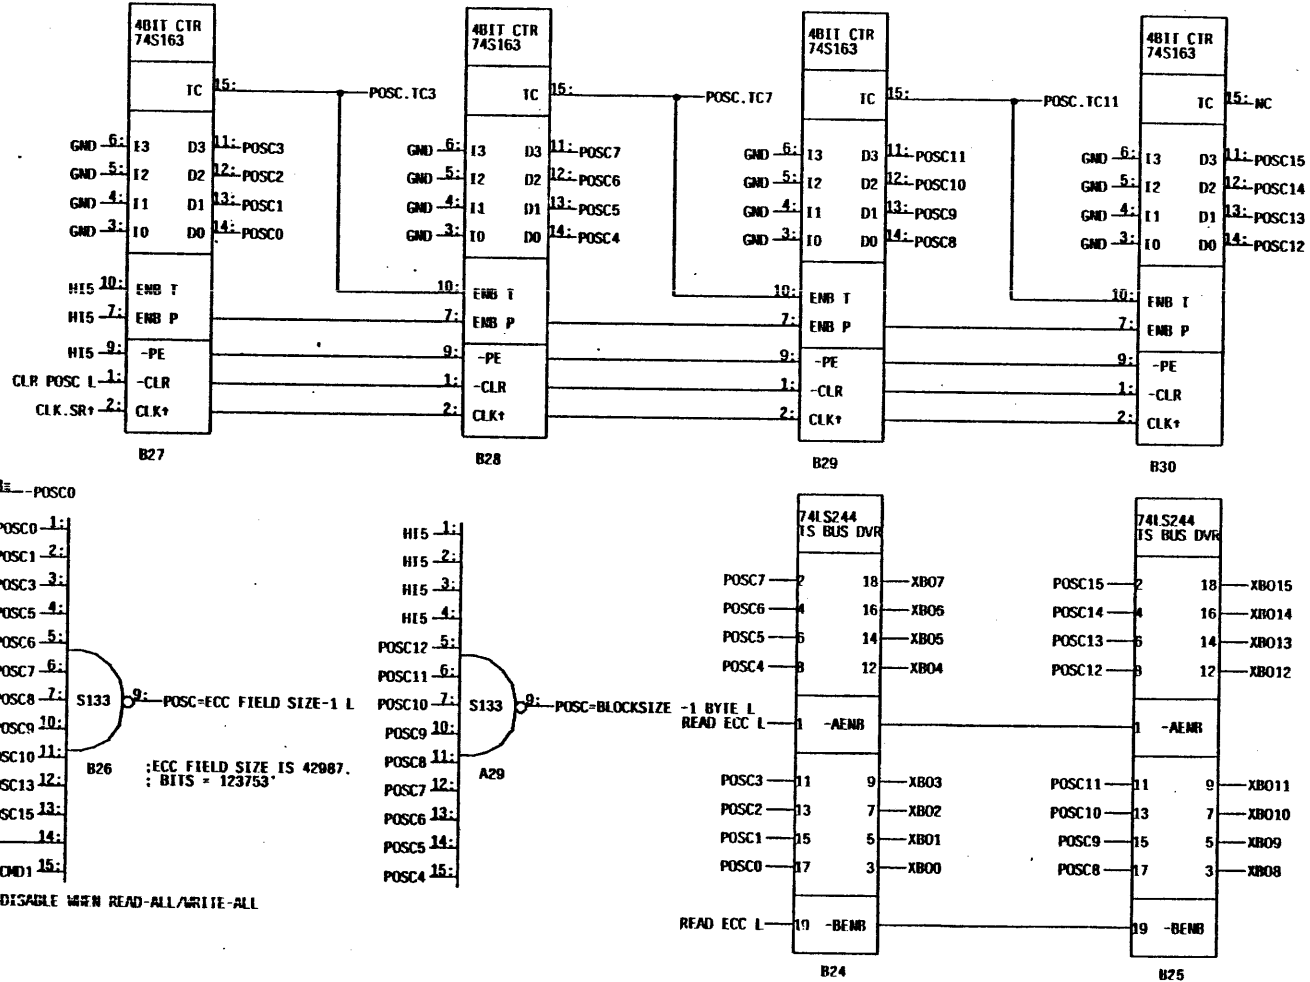 4BIT CTR
74S163
TC 15: POSC.TC3
GND 6: I3 D3 11: POSC3
GND 5: I2 D2 12: POSC2
GND 4: I1 D1 13: POSC1
GND 3: I0 D0 14: POSC0
HI5 10: ENB T
HI5 7: ENB P
HI5 9: -PE
CLR POSC L 1: -CLR
CLK.SR↑ 2: CLK↑
B27
4BIT CTR
74S163
TC 15: POSC.TC7
GND 6: I3 D3 11: POSC7
GND 5: I2 D2 12: POSC6
GND 4: I1 D1 13: POSC5
GND 3: I0 D0 14: POSC4
10: ENB T
7: ENB P
9: -PE
1: -CLR
2: CLK↑
B28
4BIT CTR
74S163
TC 15: POSC.TC11
GND 6: I3 D3 11: POSC11
GND 5: I2 D2 12: POSC10
GND 4: I1 D1 13: POSC9
GND 3: I0 D0 14: POSC8
10: ENB T
7: ENB P
9: -PE
1: -CLR
2: CLK↑
B29
4BIT CTR
74S163
TC 15: NC
GND 6: I3 D3 11: POSC15
GND 5: I2 D2 12: POSC14
GND 4: I1 D1 13: POSC13
GND 3: I0 D0 14: POSC12
10: ENB T
7: ENB P
9: -PE
1: -CLR
2: CLK↑
B30
-POSC0
POSC0 1:
POSC1 2:
POSC3 3:
POSC5 4:
POSC6 5:
POSC7 6:
POSC8 7: S133 9: POSC=ECC FIELD SIZE-1 L
POSC9 10:
OSC10 11:
OSC13 12:
OSC15 13:
14:
CMD1 15:
B26
;ECC FIELD SIZE IS 42987.
; BITS = 123753
DISABLE WHEN READ-ALL/WRITE-ALL
HI5 1:
HI5 2:
HI5 3:
HI5 4:
POSC12 5:
POSC11 6:
POSC10 7: S133 9: POSC=BLOCKSIZE -1 BYTE L
POSC9 10:
POSC8 11:
POSC7 12:
POSC6 13:
POSC5 14:
POSC4 15:
A29
74LS244
TS BUS DVR
POSC7 2 18 XBO7
POSC6 4 16 XBO6
POSC5 6 14 XBO5
POSC4 8 12 XBO4
READ ECC L 1 -AENB
POSC3 11 9 XBO3
POSC2 13 7 XBO2
POSC1 15 5 XBO1
POSC0 17 3 XBO0
READ ECC L 19 -BENB
B24
74LS244
TS BUS DVR
POSC15 2 18 XBO15
POSC14 4 16 XBO14
POSC13 6 14 XBO13
POSC12 8 12 XBO12
1 -AENB
POSC11 11 9 XBO11
POSC10 13 7 XBO10
POSC9 15 5 XBO9
POSC8 17 3 XBO8
19 -BENB
B25